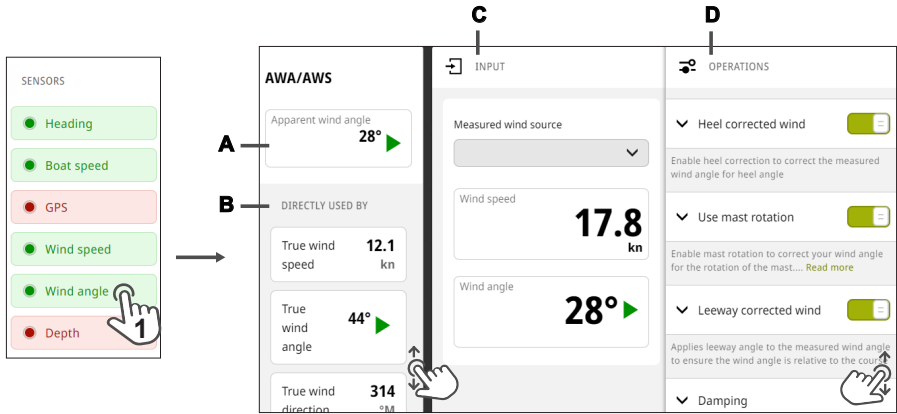 C
D
SENSORS
Heading
Boat speed
GPS
Wind speed
Wind angle
1
Depth
AWA/AWS
A
Apparent wind angle
28°
B
DIRECTLY USED BY
True wind
speed
12.1
kn
True
wind
angle
44°
True wind
direction
314
°M
INPUT
Measured wind source
Wind speed
17.8
kn
Wind angle
28°
OPERATIONS
Heel corrected wind
Enable heel correction to correct the measured
wind angle for heel angle
Use mast rotation
Enable mast rotation to correct your wind angle
for the rotation of the mast.... Read more
Leeway corrected wind
Applies leeway angle to the measured wind angle
to ensure the wind angle is relative to the course
Damping